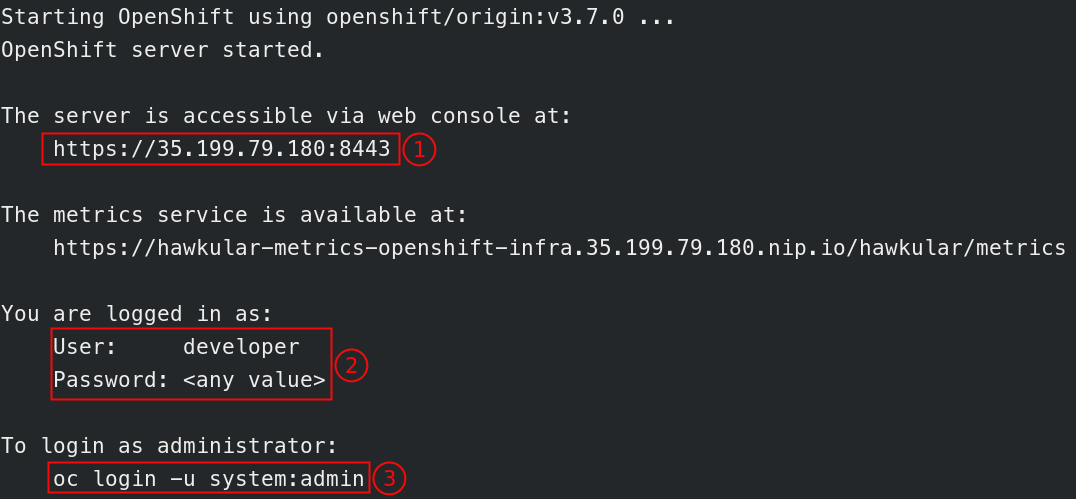 Starting OpenShift using openshift/origin:v3.7.0 ...
OpenShift server started.
The server is accessible via web console at:
https://35.199.79.180:8443 1
The metrics service is available at:
https://hawkular-metrics-openshift-infra.35.199.79.180.nip.io/hawkular/metrics
You are logged in as:
User:     developer
2
Password: <any value>
To login as administrator:
oc login -u system:admin 3